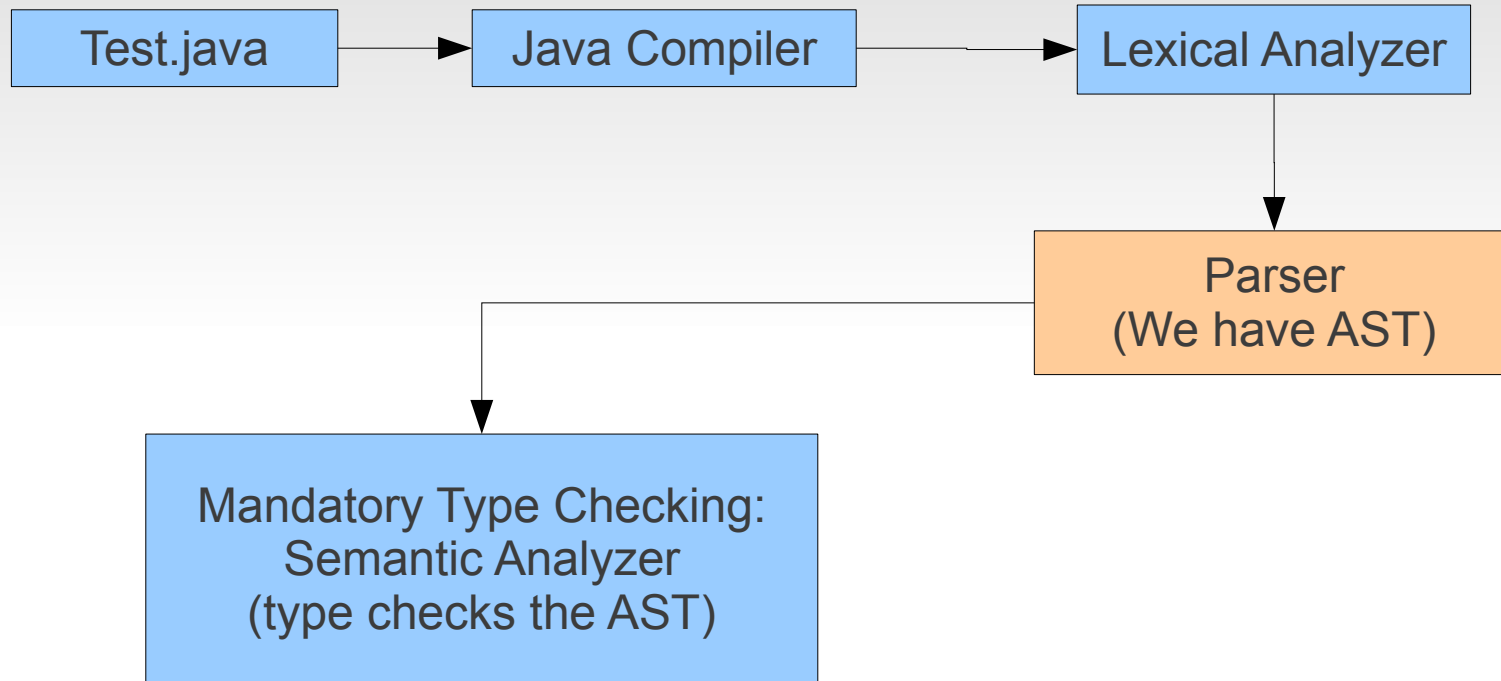 Test.java
Java Compiler
Lexical Analyzer
Parser
(We have AST)
Mandatory Type Checking:
Semantic Analyzer
(type checks the AST)